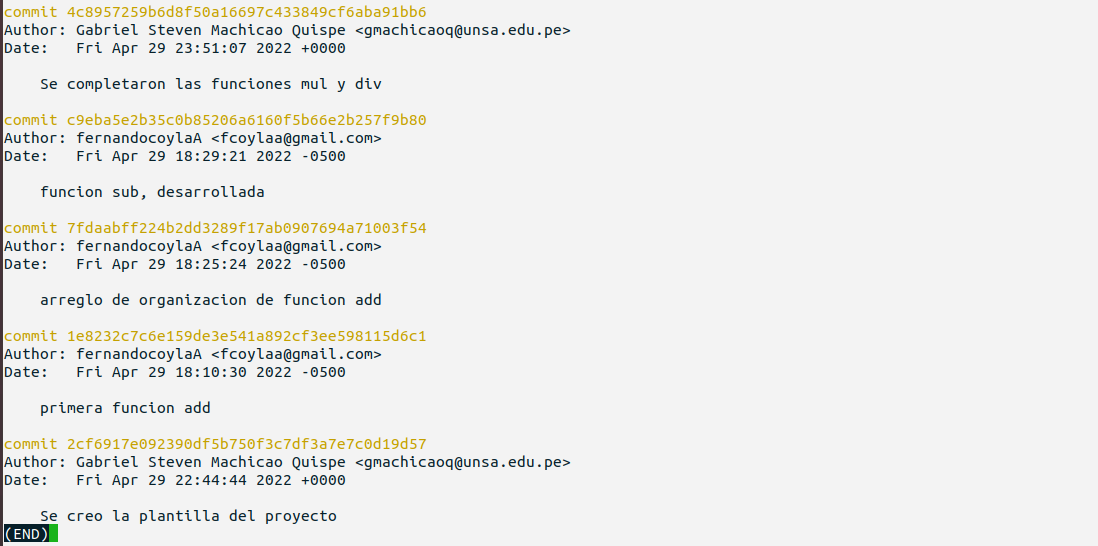 commit 4c8957259b6d8f50a16697c433849cf6aba91bb6
Author: Gabriel Steven Machicao Quispe <gmachicaoq@unsa.edu.pe>
Date:   Fri Apr 29 23:51:07 2022 +0000
Se completaron las funciones mul y div
commit c9eba5e2b35c0b85206a6160f5b66e2b257f9b80
Author: fernandocoylaA <fcoylaa@gmail.com>
Date:   Fri Apr 29 18:29:21 2022 -0500
funcion sub, desarrollada
commit 7fdaabff224b2dd3289f17ab0907694a71003f54
Author: fernandocoylaA <fcoylaa@gmail.com>
Date:   Fri Apr 29 18:25:24 2022 -0500
arreglo de organizacion de funcion add
commit 1e8232c7c6e159de3e541a892cf3ee598115d6c1
Author: fernandocoylaA <fcoylaa@gmail.com>
Date:   Fri Apr 29 18:10:30 2022 -0500
primera funcion add
commit 2cf6917e092390df5b750f3c7df3a7e7c0d19d57
Author: Gabriel Steven Machicao Quispe <gmachicaoq@unsa.edu.pe>
Date:   Fri Apr 29 22:44:44 2022 +0000
Se creo la plantilla del proyecto
(END)